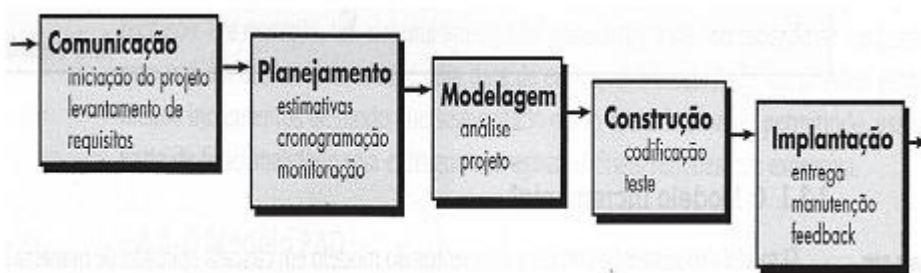 Comunicação
iniciação do projeto
levantamento de
requisitos
Planejamento
estimativas
cronogramação
monitoração
Modelagem
análise
projeto
Construção
codificação
teste
Implantação
entrega
manutenção
feedback